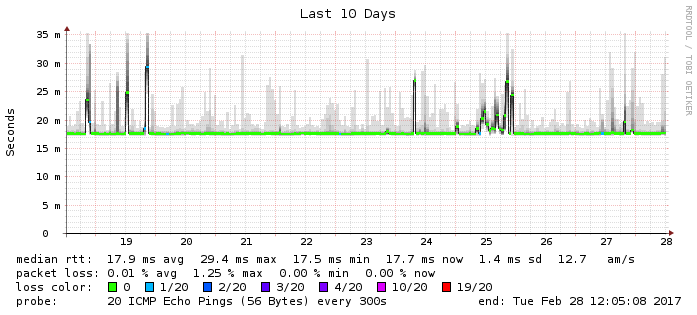 Last 10 Days
RRDTOOL / TOBI OETIKER
Seconds
35 m
30 m
25 m
20 m
15 m
10 m
5 m
0
19 20 21 22 23 24 25 26 27 28
median rtt: 17.9 ms avg 29.4 ms max 17.5 ms min 17.7 ms now 1.4 ms sd 12.7 am/s
packet loss: 0.01 % avg 1.25 % max 0.00 % min 0.00 % now
loss color: 0 1/20 2/20 3/20 4/20 10/20 19/20
probe: 20 ICMP Echo Pings (56 Bytes) every 300s end: Tue Feb 28 12:05:08 2017